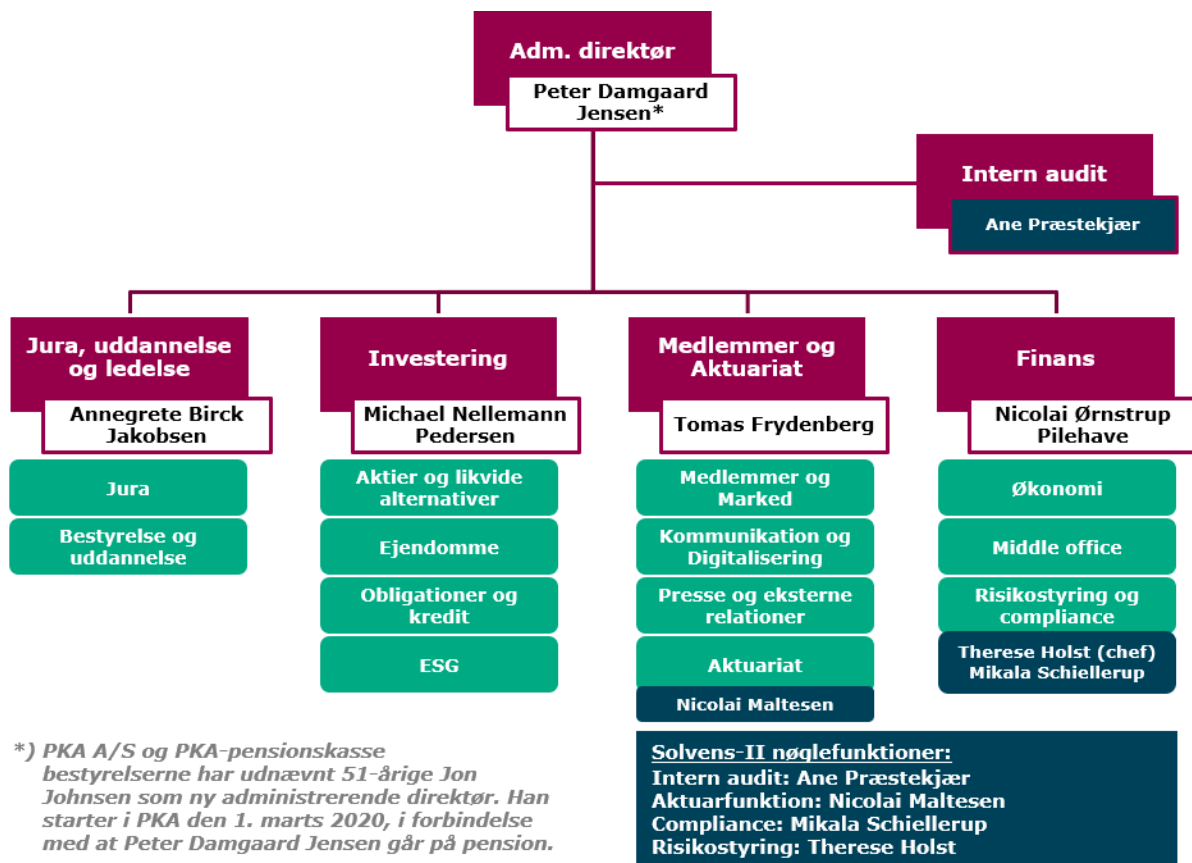 Adm. direktør
Peter Damgaard
Jensen*
Intern audit
Ane Præstekjær
Jura, uddannelse
og ledelse
Annegrete Birck
Jakobsen
Jura
Bestyrelse og
uddannelse
Investering
Michael Nellemann
Pedersen
Aktier og likvide
alternativer
Ejendomme
Obligationer og
kredit
ESG
Medlemmer og
Aktuariat
Tomas Frydenberg
Medlemmer og
Marked
Kommunikation og
Digitalisering
Presse og eksterne
relationer
Aktuariat
Nicolai Maltesen
Finans
Nicolai Ørnstrup
Pilehave
Økonomi
Middle office
Risikostyring og
compliance
Therese Holst (chef)
Mikala Schiellerup
*) PKA A/S og PKA-pensionskasse
bestyrelserne har udnævnt 51-årige Jon
Johnsen som ny administrerende direktør. Han
starter i PKA den 1. marts 2020, i forbindelse
med at Peter Damgaard Jensen går på pension.
Solvens-II nøglefunktioner:
Intern audit: Ane Præstekjær
Aktuarfunktion: Nicolai Maltesen
Compliance: Mikala Schiellerup
Risikostyring: Therese Holst